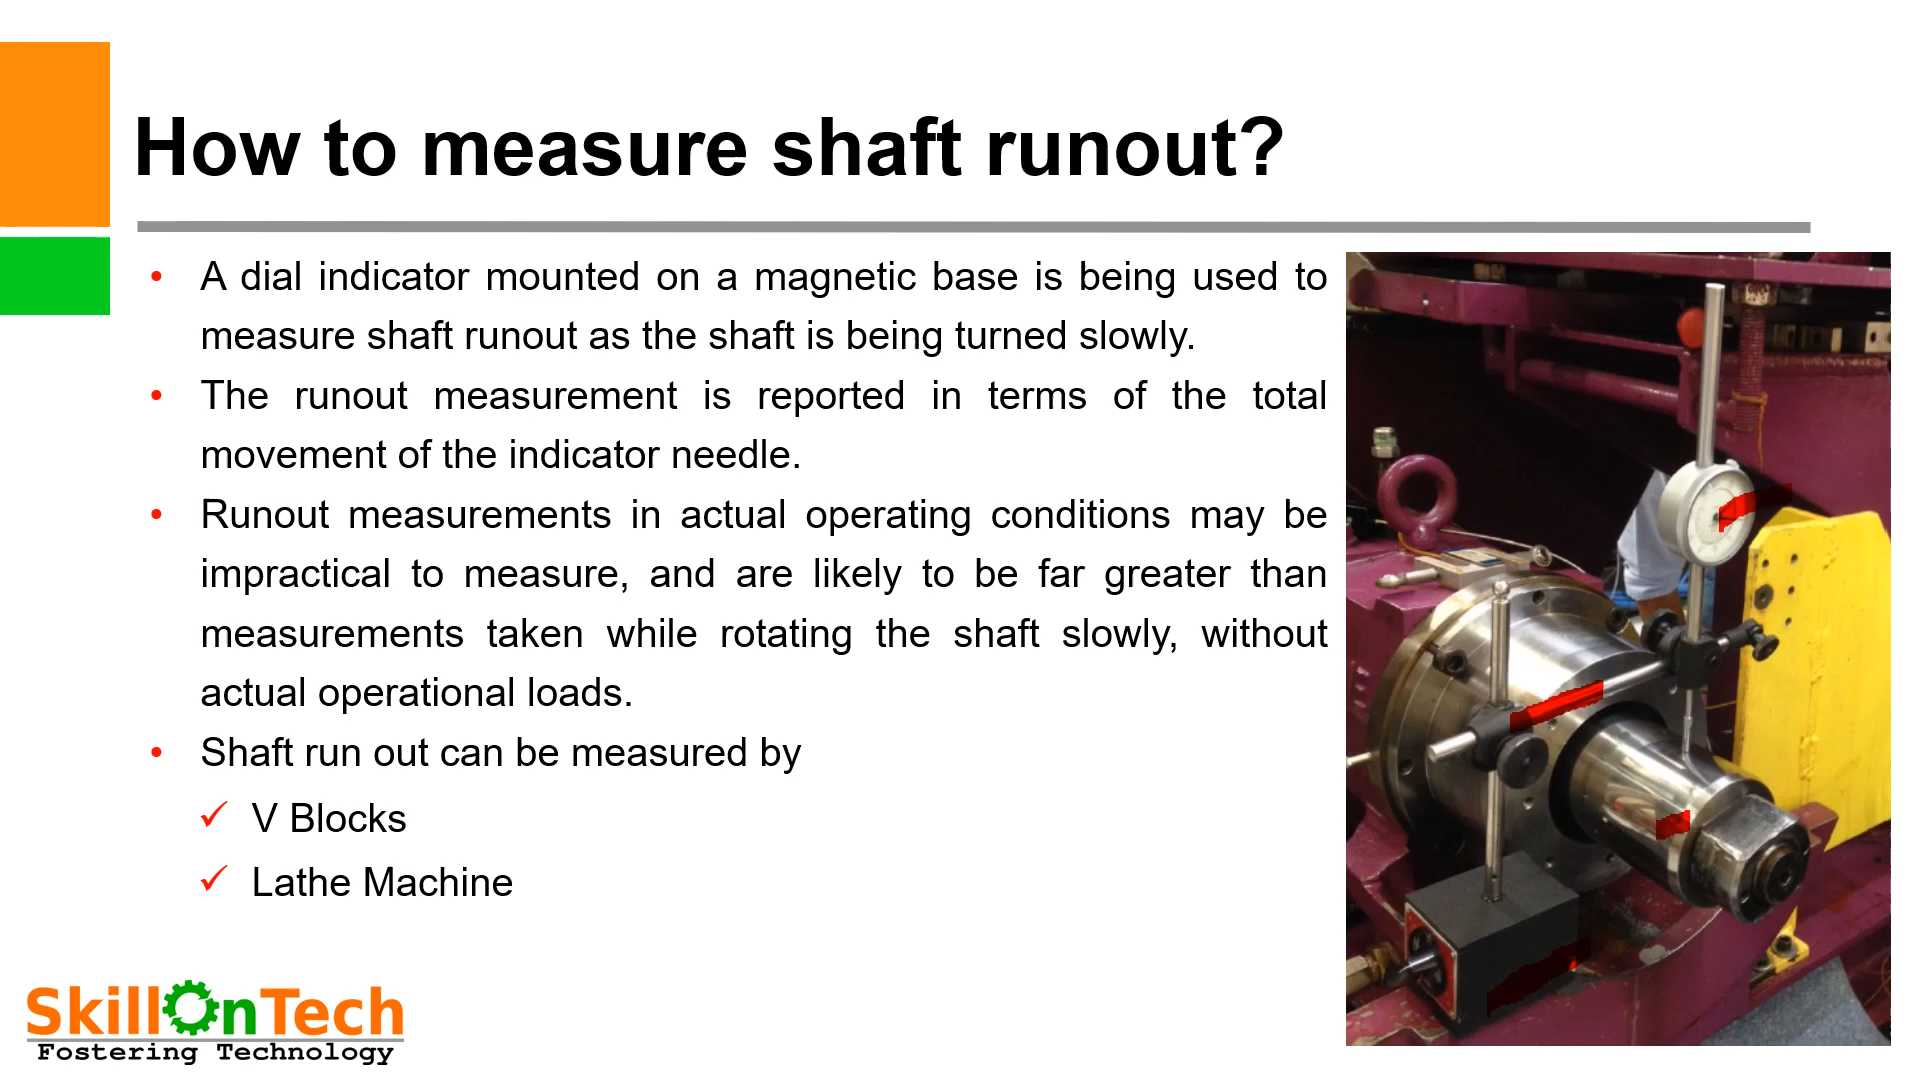 How to measure shaft runout?
• A dial indicator mounted on a magnetic base is being used to
measure shaft runout as the shaft is being turned slowly.
• The runout measurement is reported in terms of the total
movement of the indicator needle.
• Runout measurements in actual operating conditions may be
impractical to measure, and are likely to be far greater than
measurements taken while rotating the shaft slowly, without
actual operational loads.
• Shaft run out can be measured by
✓ V Blocks
✓ Lathe Machine
SkillOnTech
Fostering Technology